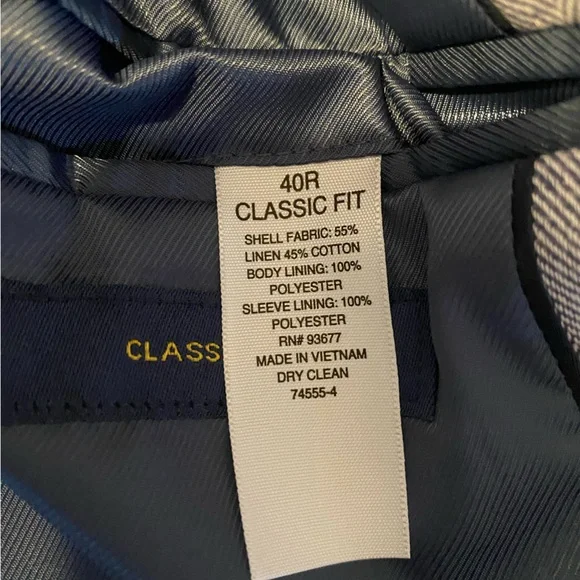 40R
CLASSIC FIT
SHELL FABRIC: 55%
LINEN 45% COTTON
BODY LINING: 100%
POLYESTER
SLEEVE LINING: 100%
POLYESTER
RN# 93677
MADE IN VIETNAM
DRY CLEAN
74555-4
CLASS